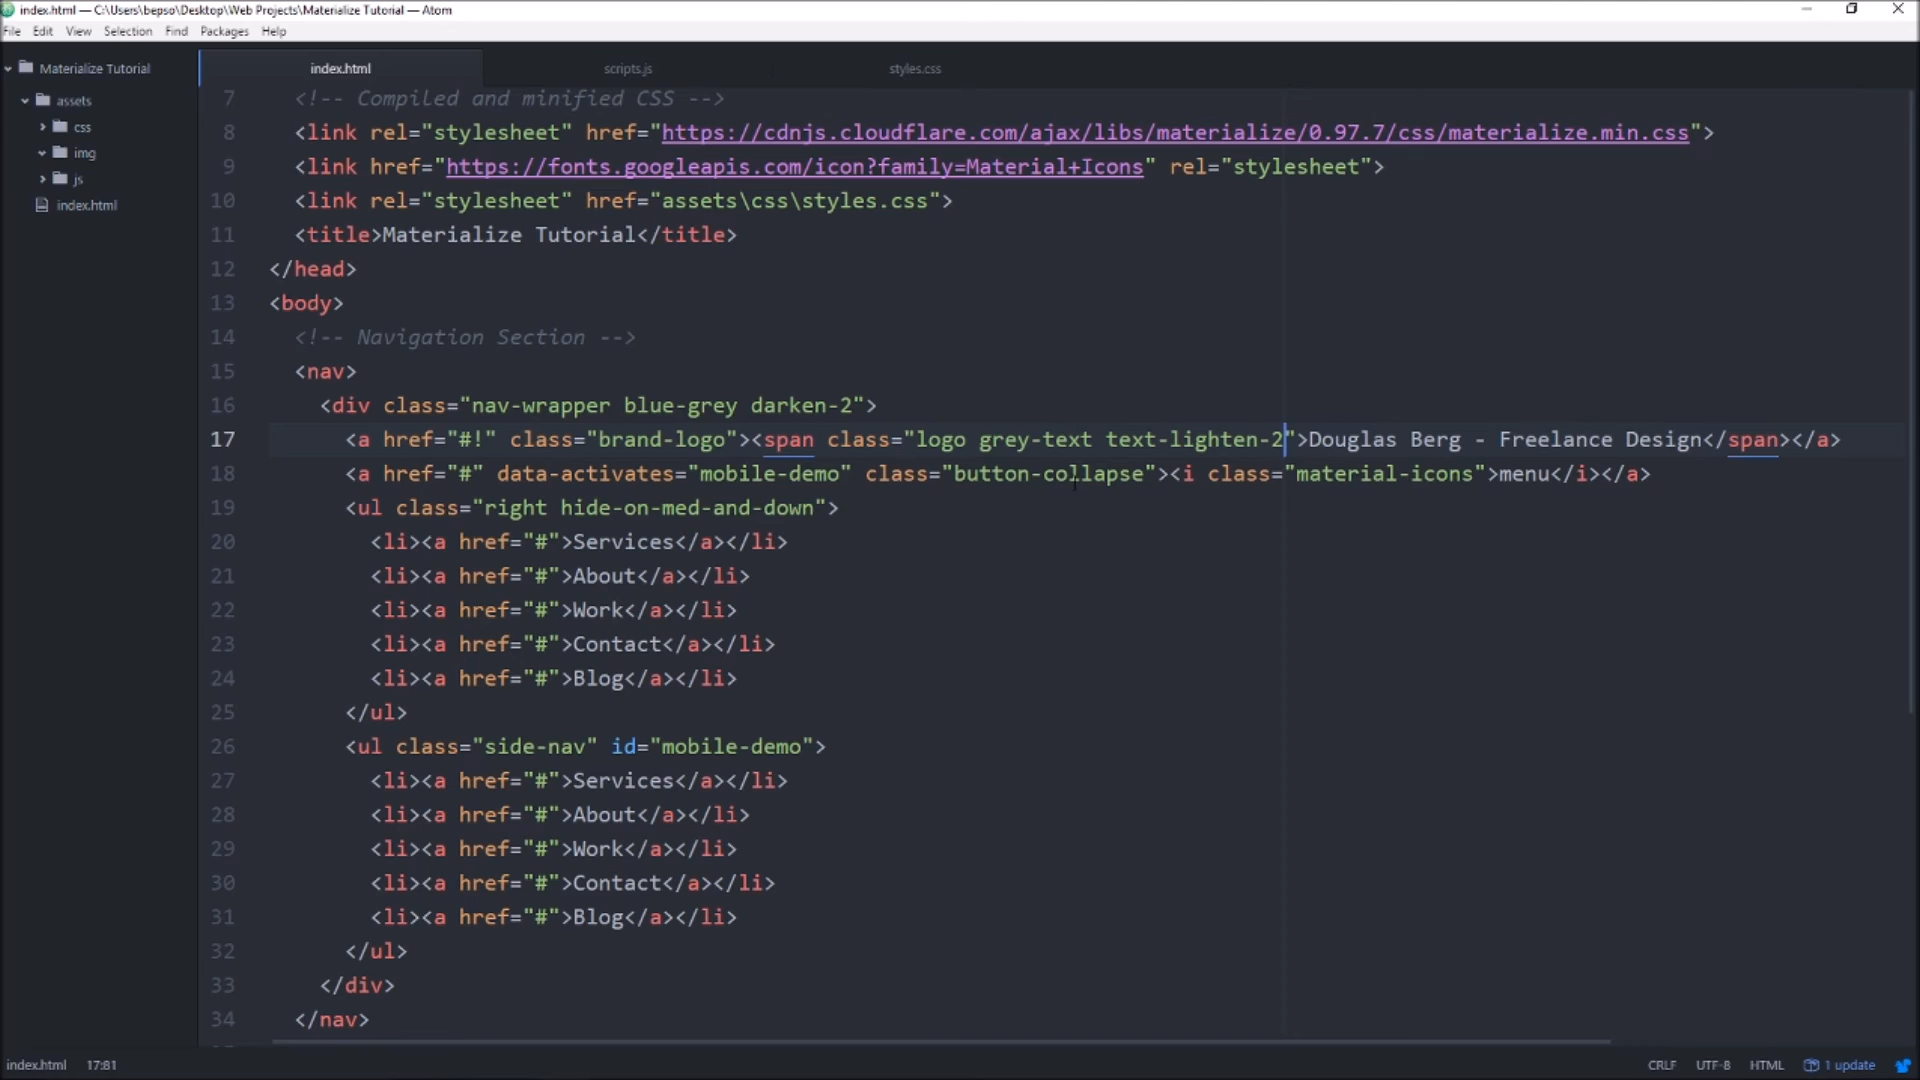 index.html — C:\Users\bepso\Desktop\Web Projects\Materialize Tutorial — Atom
File Edit View Selection Find Packages Help
Materialize Tutorial
assets
css
img
js
index.html
index.html scripts.js styles.css
7 <!-- Compiled and minified CSS -->
8 <link rel="stylesheet" href="https://cdnjs.cloudflare.com/ajax/libs/materialize/0.97.7/css/materialize.min.css">
9 <link href="https://fonts.googleapis.com/icon?family=Material+Icons" rel="stylesheet">
10 <link rel="stylesheet" href="assets\css\styles.css">
11 <title>Materialize Tutorial</title>
12 </head>
13 <body>
14 <!-- Navigation Section -->
15 <nav>
16 <div class="nav-wrapper blue-grey darken-2">
17 <a href="#!" class="brand-logo"><span class="logo grey-text text-lighten-2">Douglas Berg - Freelance Design</span></a>
18 <a href="#" data-activates="mobile-demo" class="button-collapse"><i class="material-icons">menu</i></a>
19 <ul class="right hide-on-med-and-down">
20 <li><a href="#">Services</a></li>
21 <li><a href="#">About</a></li>
22 <li><a href="#">Work</a></li>
23 <li><a href="#">Contact</a></li>
24 <li><a href="#">Blog</a></li>
25 </ul>
26 <ul class="side-nav" id="mobile-demo">
27 <li><a href="#">Services</a></li>
28 <li><a href="#">About</a></li>
29 <li><a href="#">Work</a></li>
30 <li><a href="#">Contact</a></li>
31 <li><a href="#">Blog</a></li>
32 </ul>
33 </div>
34 </nav>
index.html 17:81 CRLF UTF-8 HTML 1 update